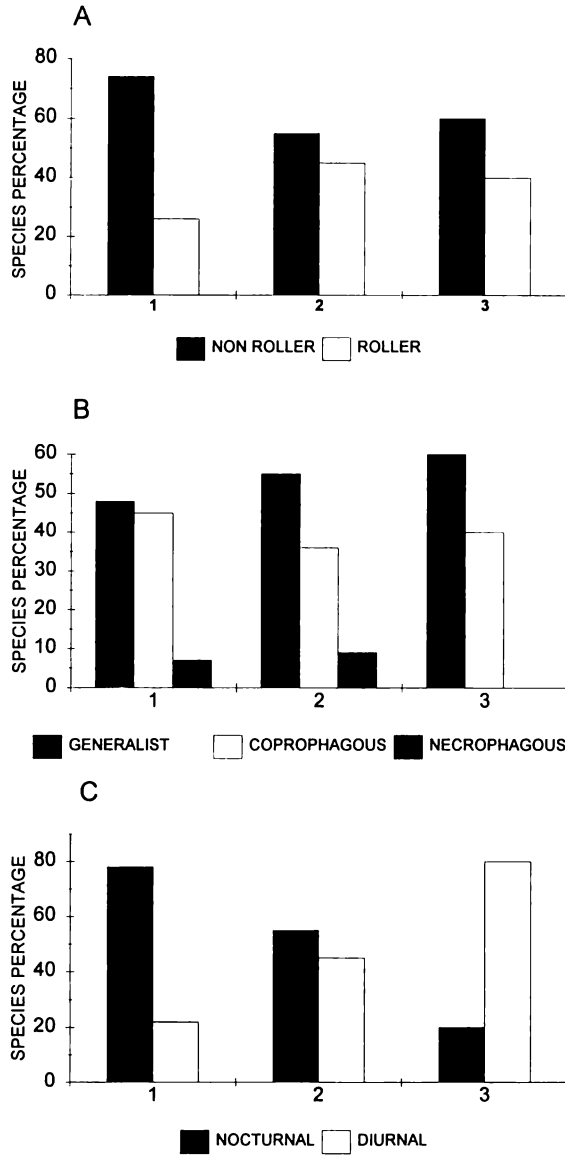 A
SPECIES PERCENTAGE
80
60
40
20
0
1 2 3
NON ROLLER ROLLER
B
SPECIES PERCENTAGE
60
50
40
30
20
10
0
1 2 3
GENERALIST COPROPHAGOUS NECROPHAGOUS
C
SPECIES PERCENTAGE
80
60
40
20
0
1 2 3
NOCTURNAL DIURNAL